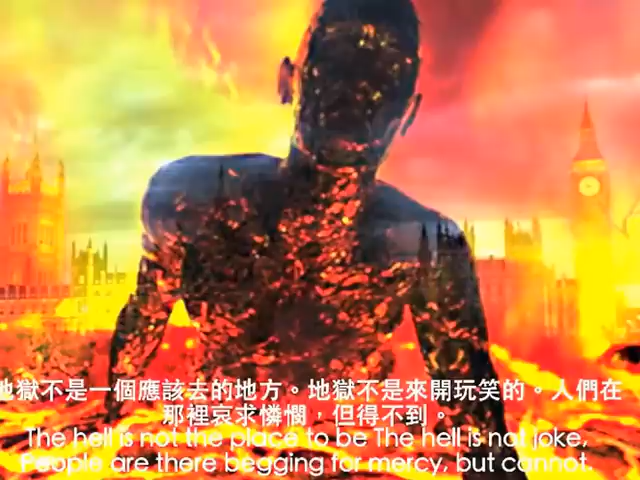 地獄不是一個應該去的地方。地獄不是來開玩笑的。人們在
那裡哀求憐憫，但得不到。
The hell is not the place to be The hell is not joke,
People are there begging for mercy, but cannot.